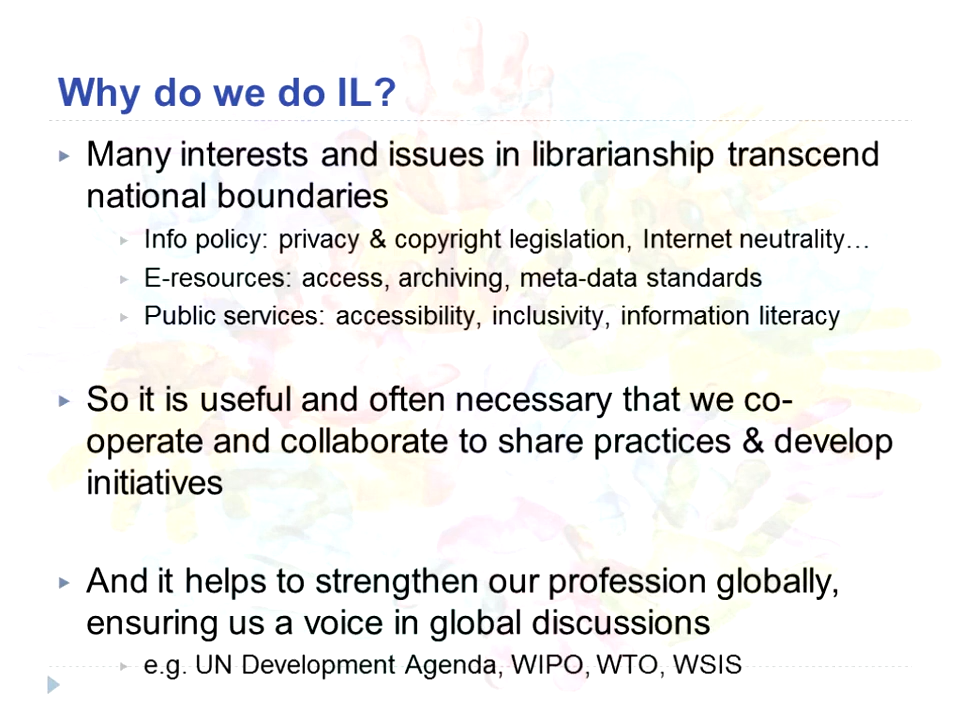 Why do we do IL?
Many interests and issues in librarianship transcend
national boundaries
Info policy: privacy & copyright legislation, Internet neutrality…
E-resources: access, archiving, meta-data standards
Public services: accessibility, inclusivity, information literacy
So it is useful and often necessary that we co-
operate and collaborate to share practices & develop
initiatives
And it helps to strengthen our profession globally,
ensuring us a voice in global discussions
e.g. UN Development Agenda, WIPO, WTO, WSIS